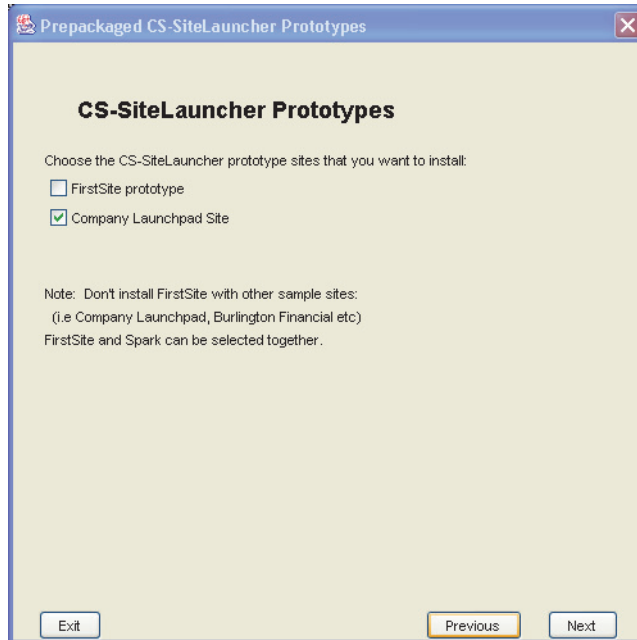 Prepackaged CS-SiteLauncher Prototypes
CS-SiteLauncher Prototypes
Choose the CS-SiteLauncher prototype sites that you want to install:
FirstSite prototype
Company Launchpad Site
Note: Don't install FirstSite with other sample sites:
(i.e Company Launchpad, Burlington Financial etc)
FirstSite and Spark can be selected together.
Exit Previous Next